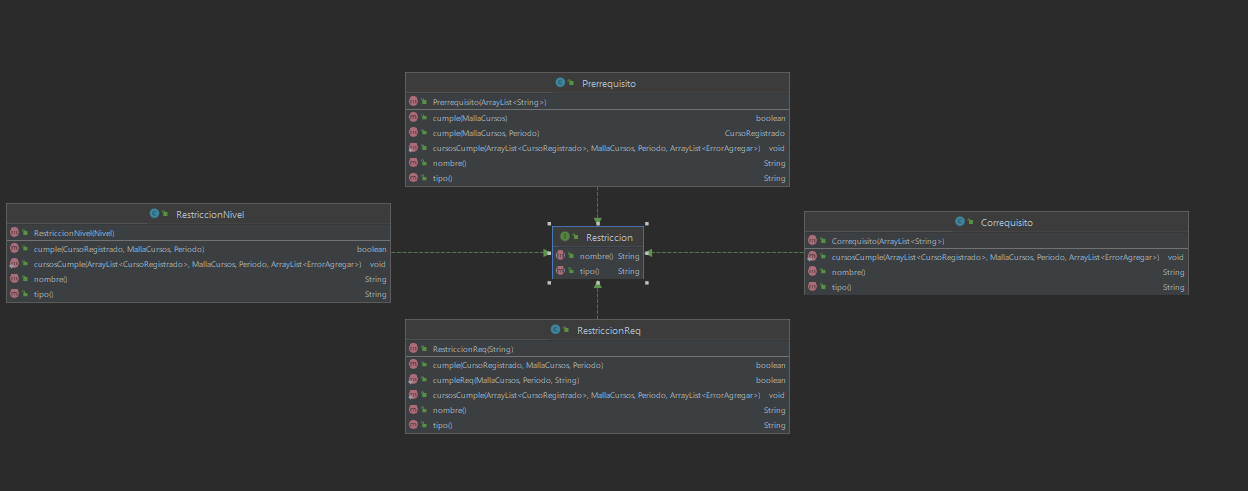 Prerrequisito
Prerrequisito(ArrayList<String>)
cumple(MallaCursos) boolean
cumple(MallaCursos, Periodo) CursoRegistrado
cursosCumple(ArrayList<CursoRegistrado>, MallaCursos, Periodo, ArrayList<ErrorAgregar>) void
nombre() String
tipo() String
RestriccionNivel
RestriccionNivel(Nivel)
cumple(CursoRegistrado, MallaCursos, Periodo) boolean
cursosCumple(ArrayList<CursoRegistrado>, MallaCursos, Periodo, ArrayList<ErrorAgregar>) void
nombre() String
tipo() String
Restriccion
nombre() String
tipo() String
Correquisito
Correquisito(ArrayList<String>)
cursosCumple(ArrayList<CursoRegistrado>, MallaCursos, Periodo, ArrayList<ErrorAgregar>) void
nombre() String
tipo() String
RestriccionReq
RestriccionReq(String)
cumple(CursoRegistrado, MallaCursos, Periodo) boolean
cumpleReq(MallaCursos, Periodo, String) boolean
cursosCumple(ArrayList<CursoRegistrado>, MallaCursos, Periodo, ArrayList<ErrorAgregar>) void
nombre() String
tipo() String